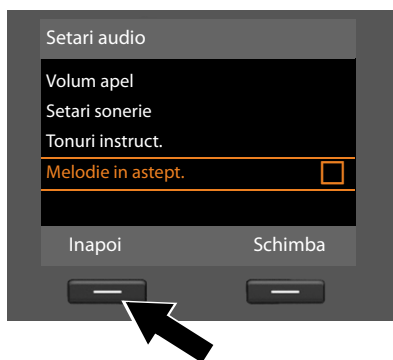 Setari audio
Volum apel
Setari sonerie
Tonuri instruct.
Melodie in astept.
Inapoi Schimba